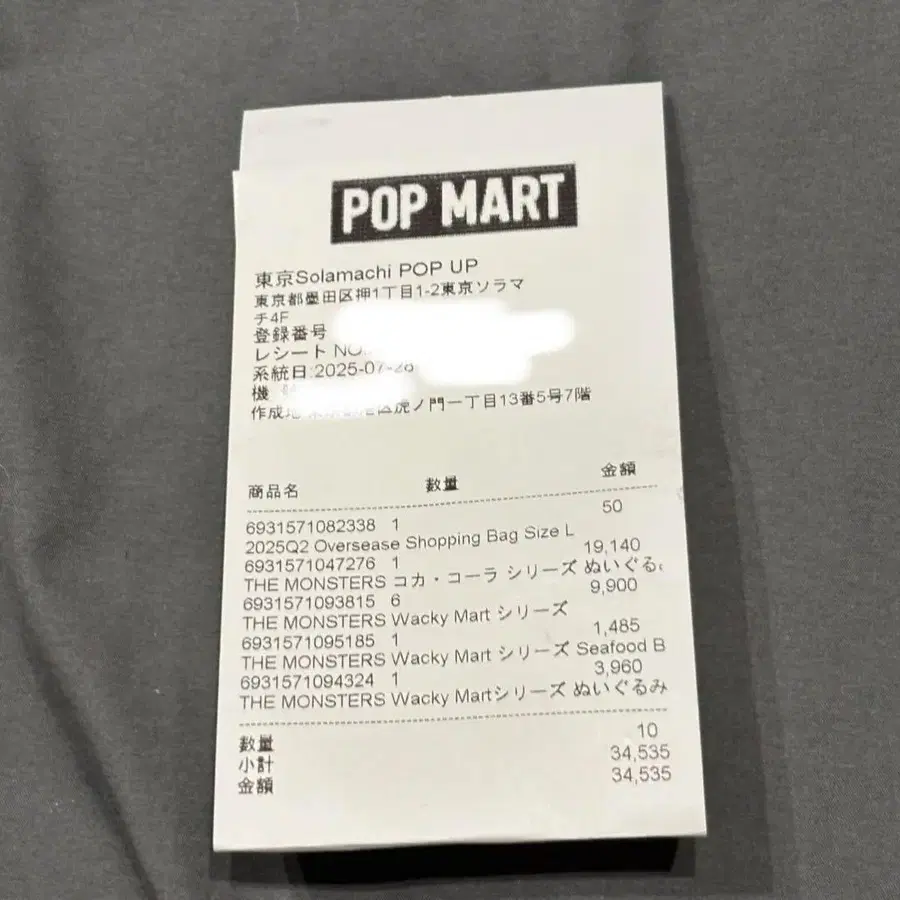 POP MART
東京Solamachi POP UP
東京都墨田区押1丁目1-2東京ソラマ
チ4F
登録番号
レシート NO.
系統日:2025-07-28
機
作成地 区虎ノ門一丁目13番5号7階
商品名 数量 金額
6931571082338 1 50
2025Q2 Oversease Shopping Bag Size L
6931571047276 1 19,140
THE MONSTERS コカ・コーラ シリーズ ぬいぐる
6931571093815 6 9,900
THE MONSTERS Wacky Mart シリーズ
6931571095185 1 1,485
THE MONSTERS Wacky Mart シリーズ Seafood B
6931571094324 1 3,960
THE MONSTERS Wacky Martシリーズ ぬいぐるみ
数量 10
小計 34,535
金額 34,535